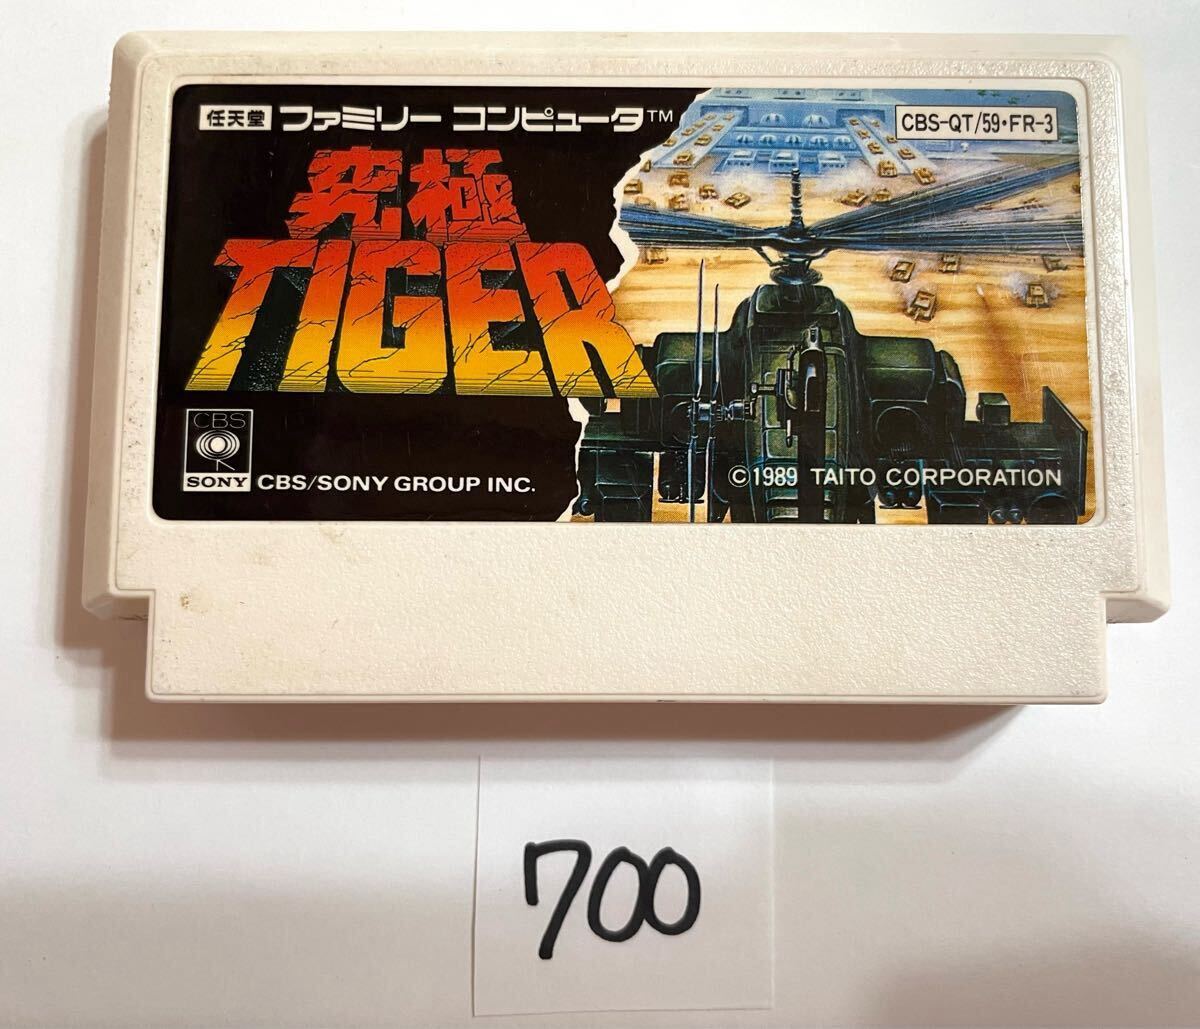 任天堂 ファミリー コンピュータ™
CBS-QT/59・FR-3
究極
TIGER
CBS
SONY
CBS/SONY GROUP INC.
©1989 TAITO CORPORATION
700